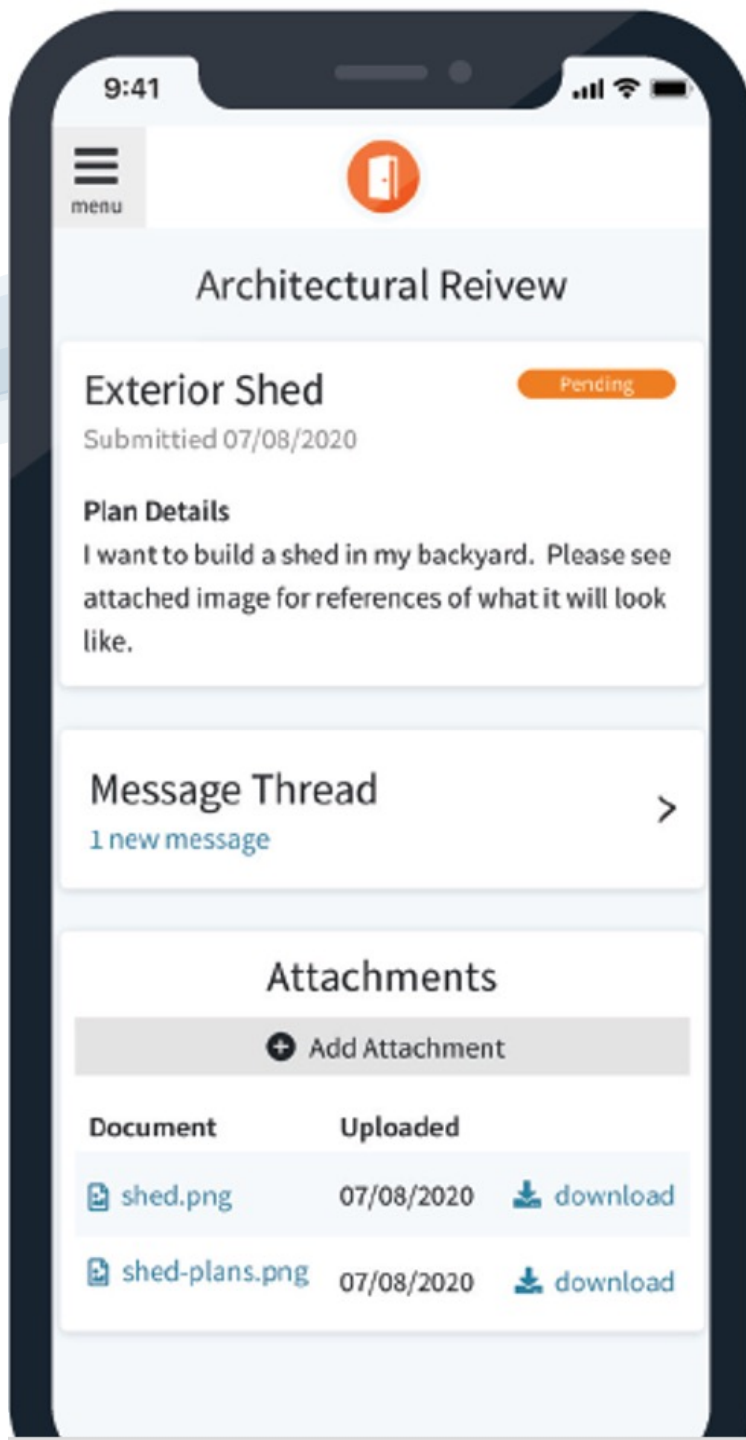 9:41
menu
Architectural Reivew
Exterior Shed
Pending
Submittied 07/08/2020
Plan Details
I want to build a shed in my backyard. Please see
attached image for references of what it will look
like.
Message Thread
1 new message
Attachments
Add Attachment
Document Uploaded
shed.png 07/08/2020 download
shed-plans.png 07/08/2020 download